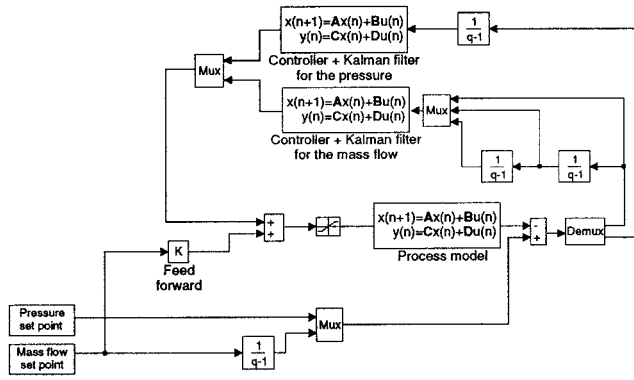 x(n+1)=Ax(n)+Bu(n)
y(n)=Cx(n)+Du(n)
Controller + Kalman filter
for the pressure
1
q-1
Mux
x(n+1)=Ax(n)+Bu(n)
y(n)=Cx(n)+Du(n)
Controller + Kalman filter
for the mass flow
Mux
1
q-1
1
q-1
+
+
x(n+1)=Ax(n)+Bu(n)
y(n)=Cx(n)+Du(n)
Process model
-
+
Demux
K
Feed
forward
Pressure
set point
Mux
Mass flow
set point
1
q-1